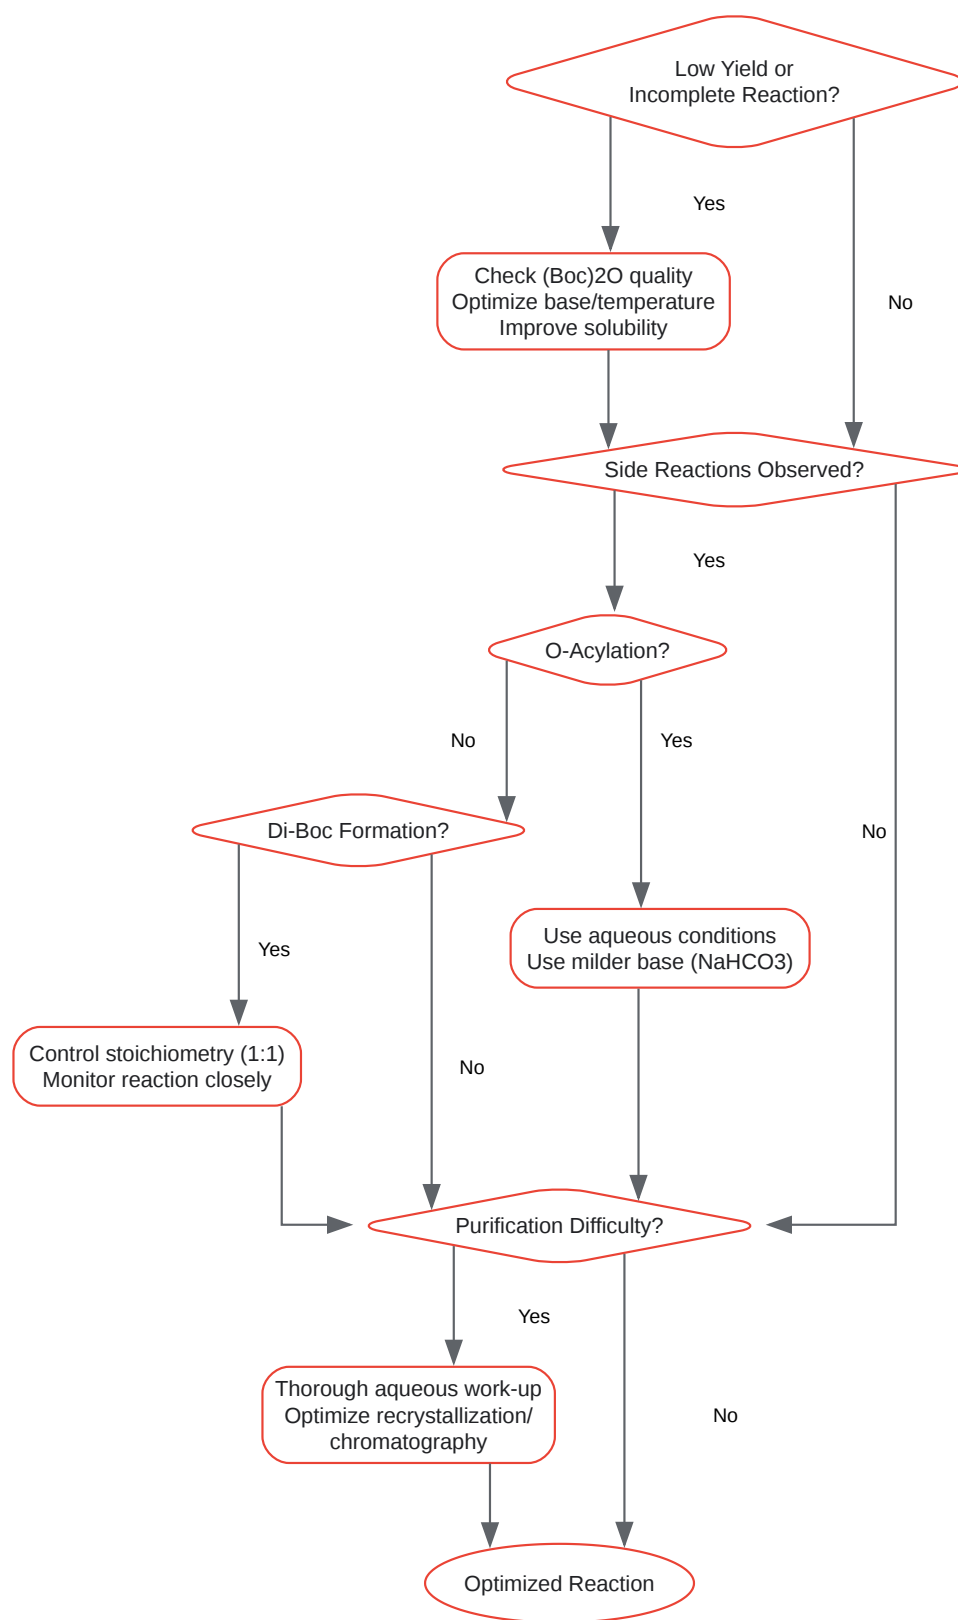 Low Yield or
Incomplete Reaction?
Yes
Check (Boc)2O quality
Optimize base/temperature
Improve solubility
No
Side Reactions Observed?
Yes
O-Acylation?
No
Yes
Di-Boc Formation?
No
Use aqueous conditions
Use milder base (NaHCO3)
Yes
Control stoichiometry (1:1)
Monitor reaction closely
No
Purification Difficulty?
Yes
Thorough aqueous work-up
Optimize recrystallization/
chromatography
No
Optimized Reaction